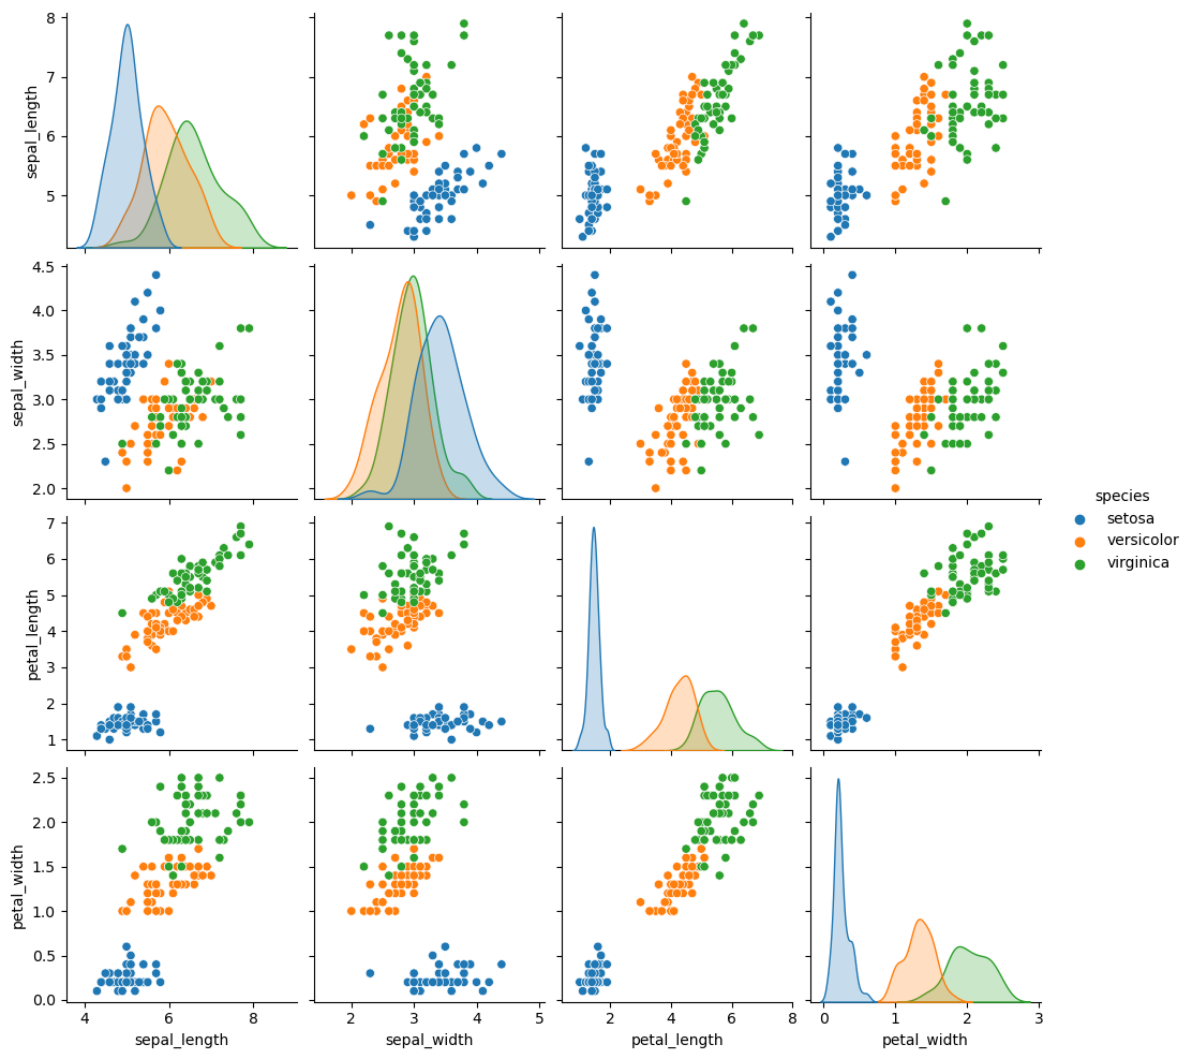 8
7
6
5
sepal_length
4.5
4.0
3.5
3.0
2.5
2.0
sepal_width
7
6
5
4
3
2
1
petal_length
2.5
2.0
1.5
1.0
0.5
0.0
petal_width
4 6 8
sepal_length
2 3 4 5
sepal_width
2 4 6 8
petal_length
0 1 2 3
petal_width
species
setosa
versicolor
virginica